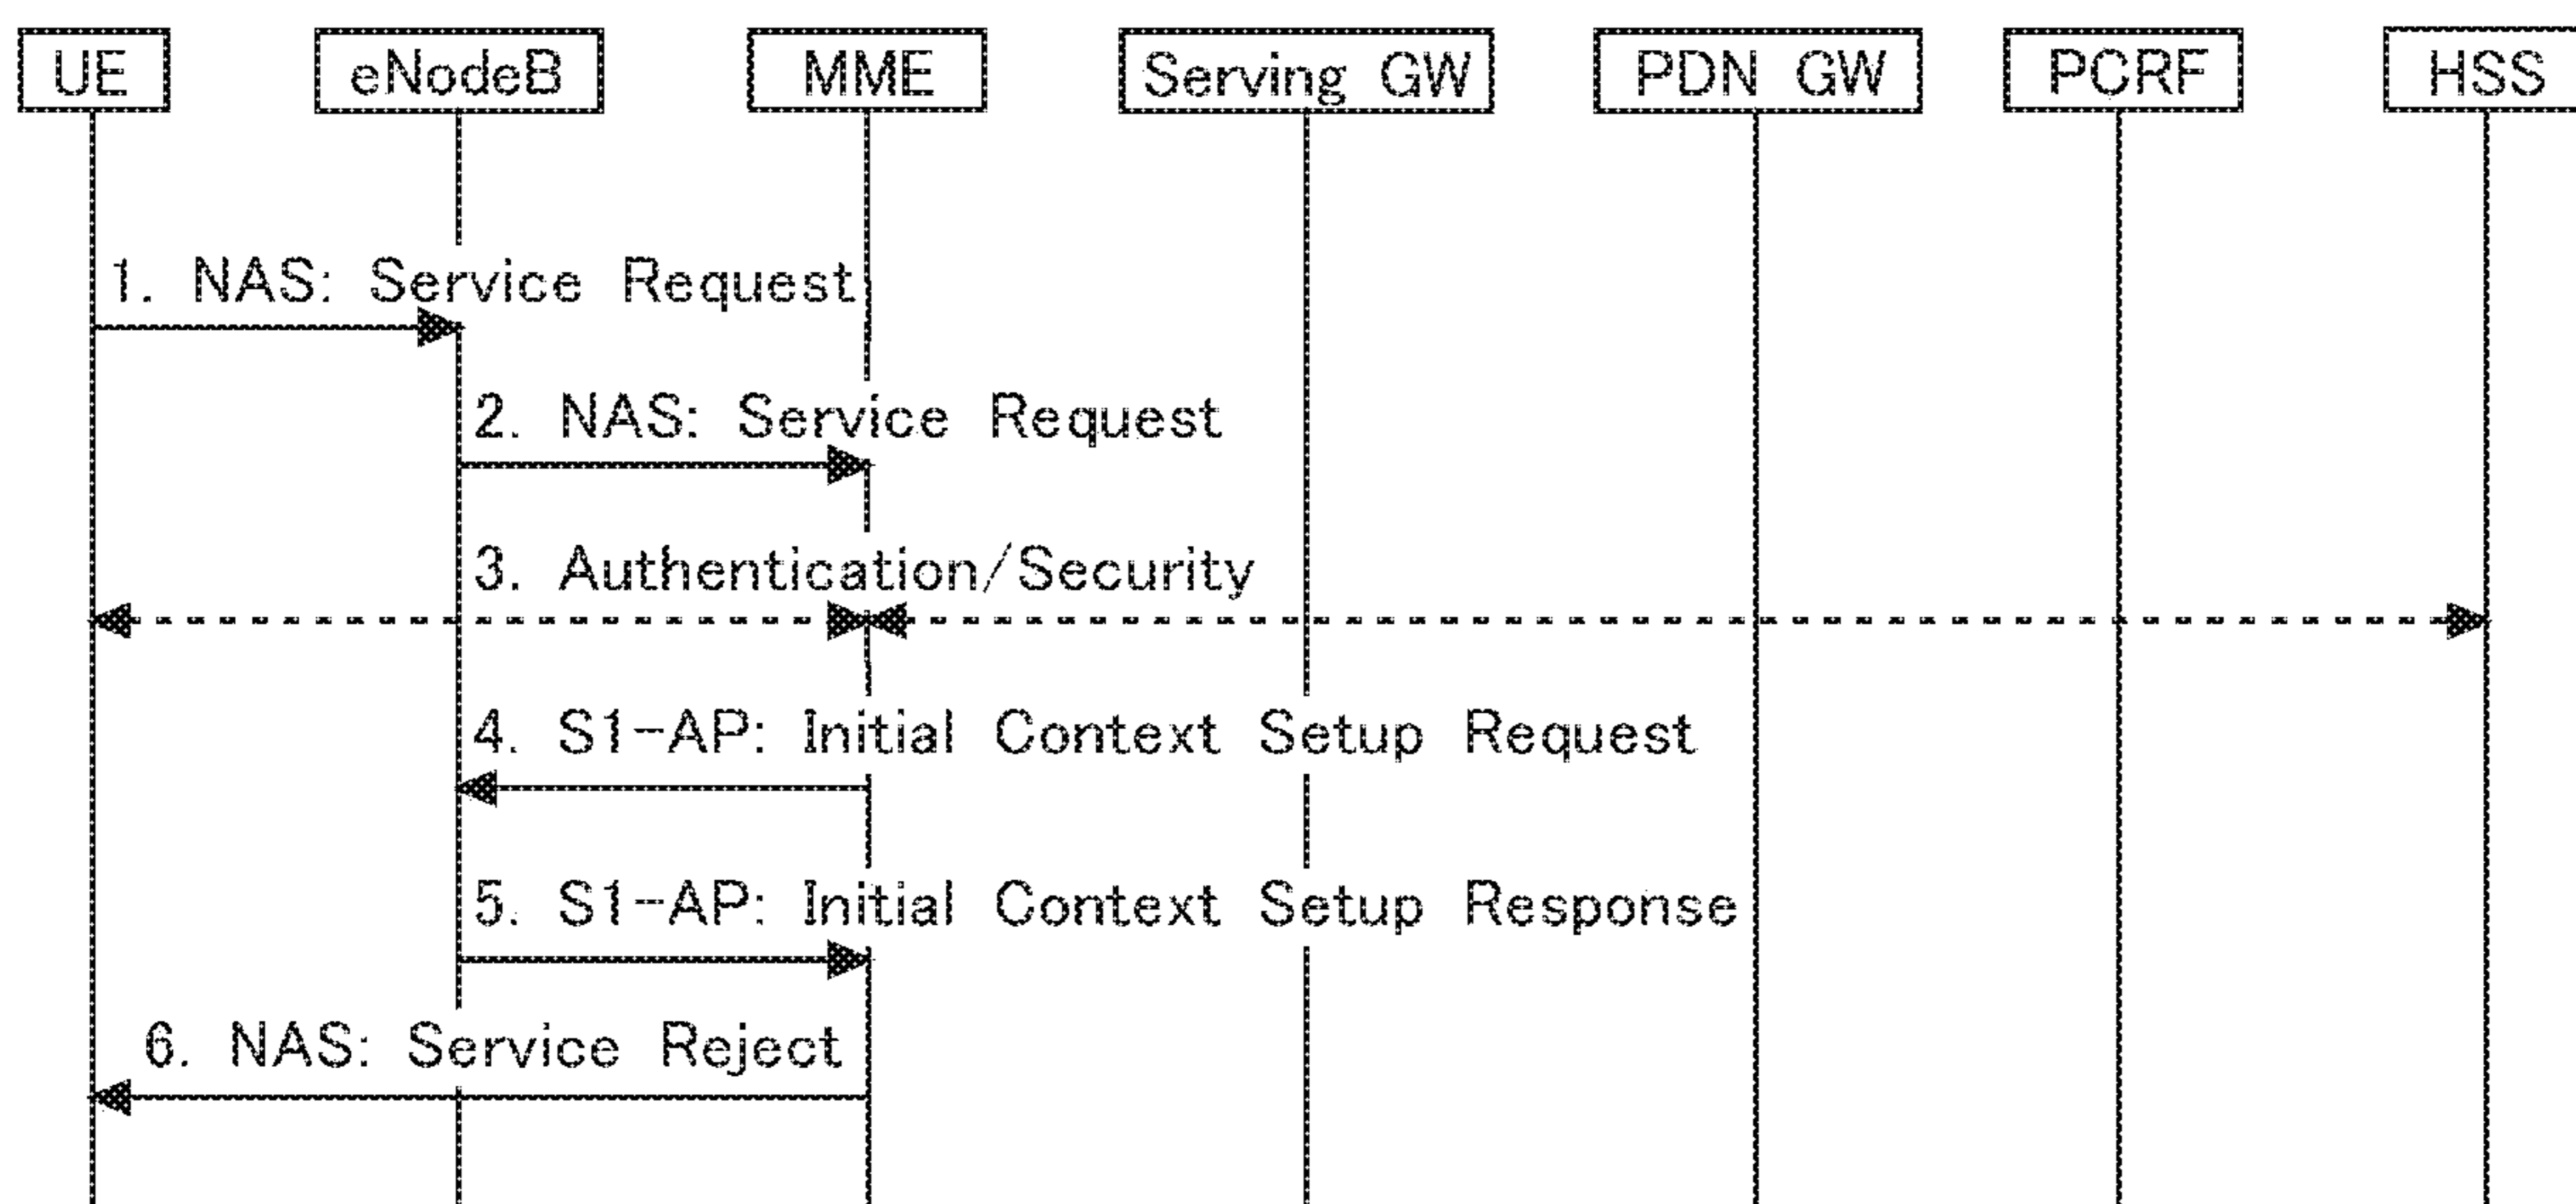 UE
eNodeB
MME
Serving GW
PDN GW
PCRF
HSS
1. NAS: Service Request
2. NAS: Service Request
3. Authentication/Security
4. S1-AP: Initial Context Setup Request
5. S1-AP: Initial Context Setup Response
6. NAS: Service Reject